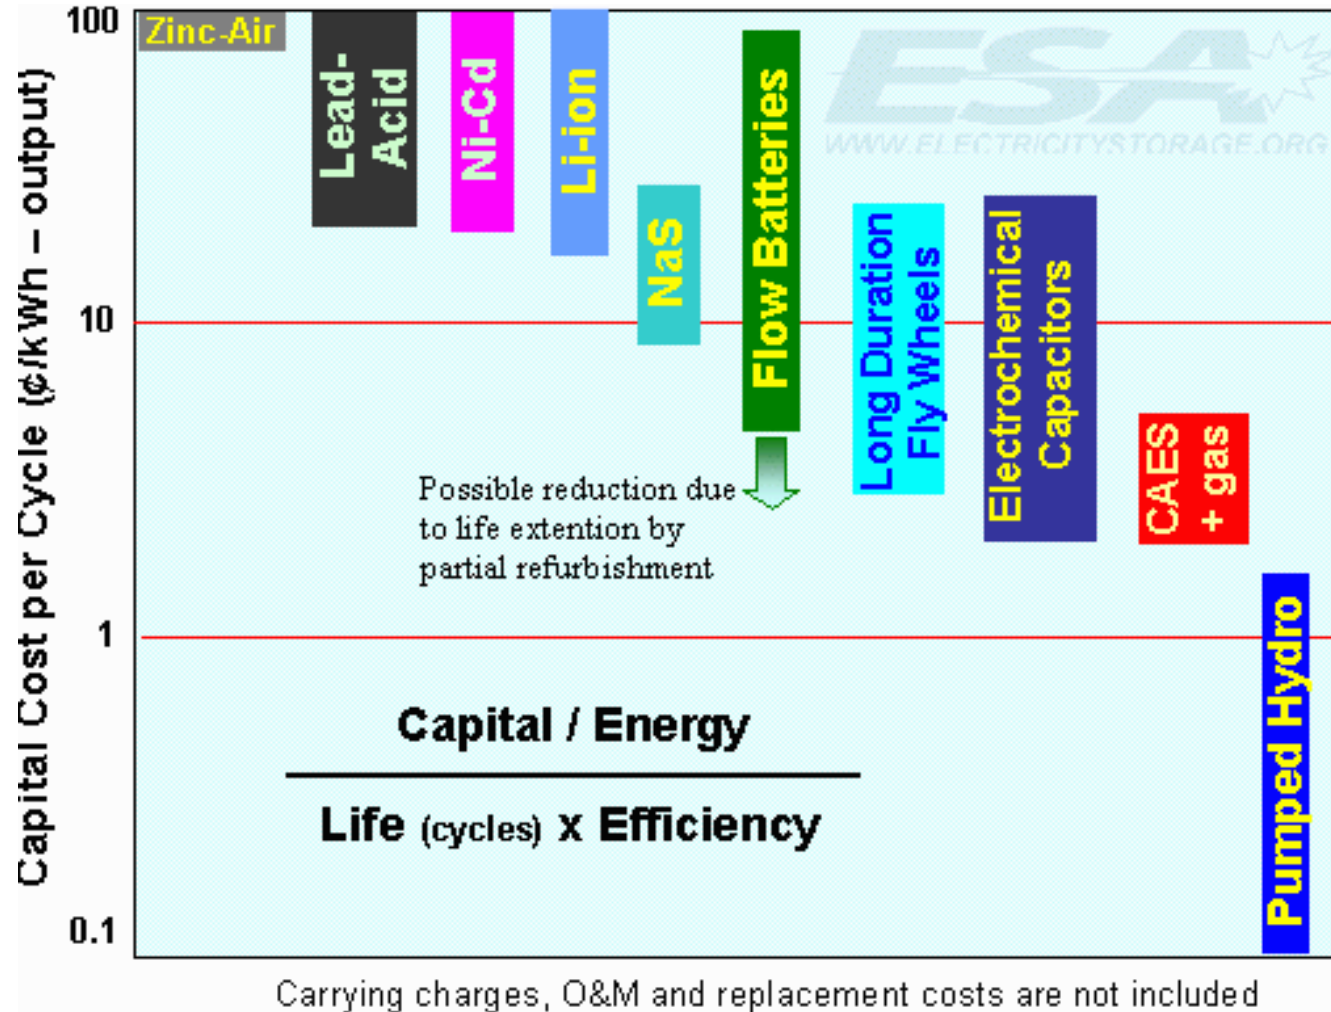 100
10
1
0.1
Capital Cost per Cycle (¢/kWh – output)
Zinc-Air
Lead-
Acid
Ni-Cd
Li-ion
NaS
Flow Batteries
Long Duration
Fly Wheels
Electrochemical
Capacitors
CAES
+ gas
Pumped Hydro
ESA
WWW.ELECTRICITYSTORAGE.ORG
Possible reduction due
to life extention by
partial refurbishment
Capital / Energy
Life (cycles) x Efficiency
Carrying charges, O&M and replacement costs are not included